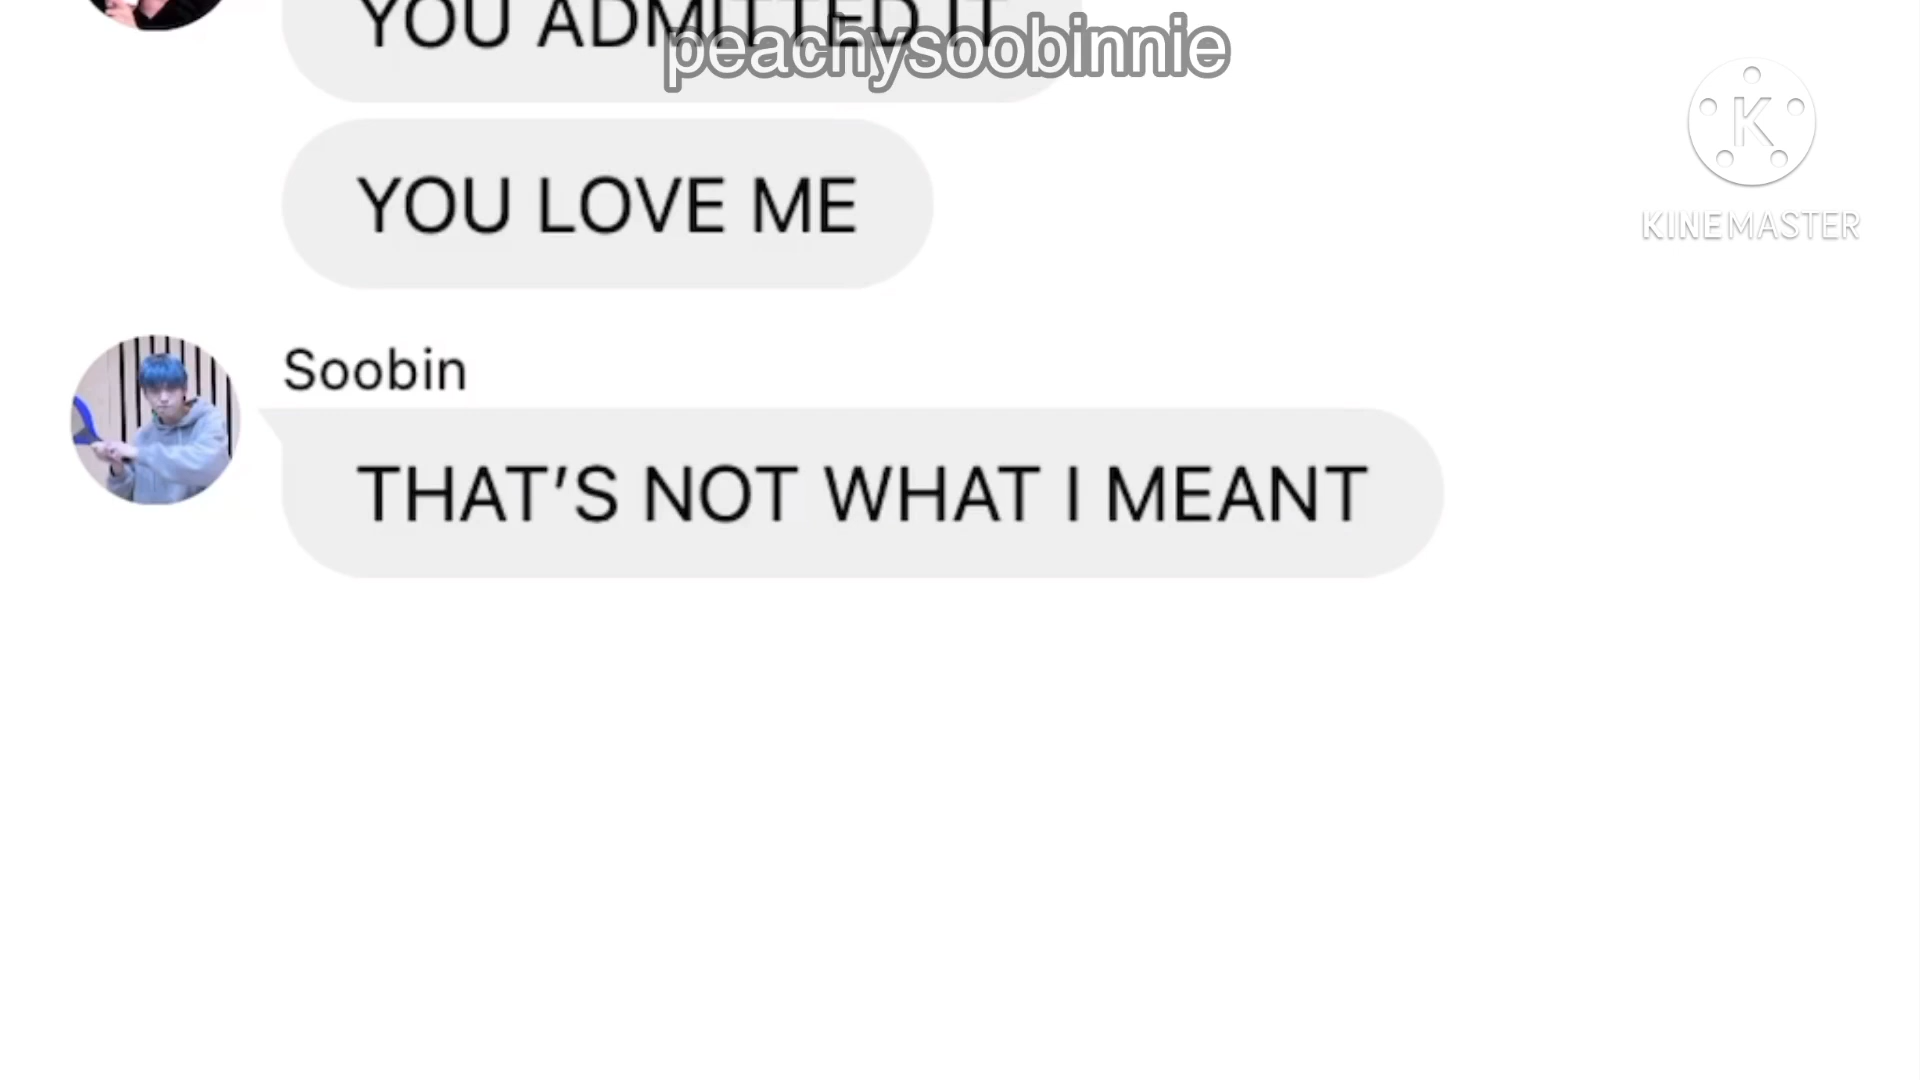 YOU ADMITTED IT
peachysoobinnie
KINEMASTER
YOU LOVE ME
Soobin
THAT’S NOT WHAT I MEANT